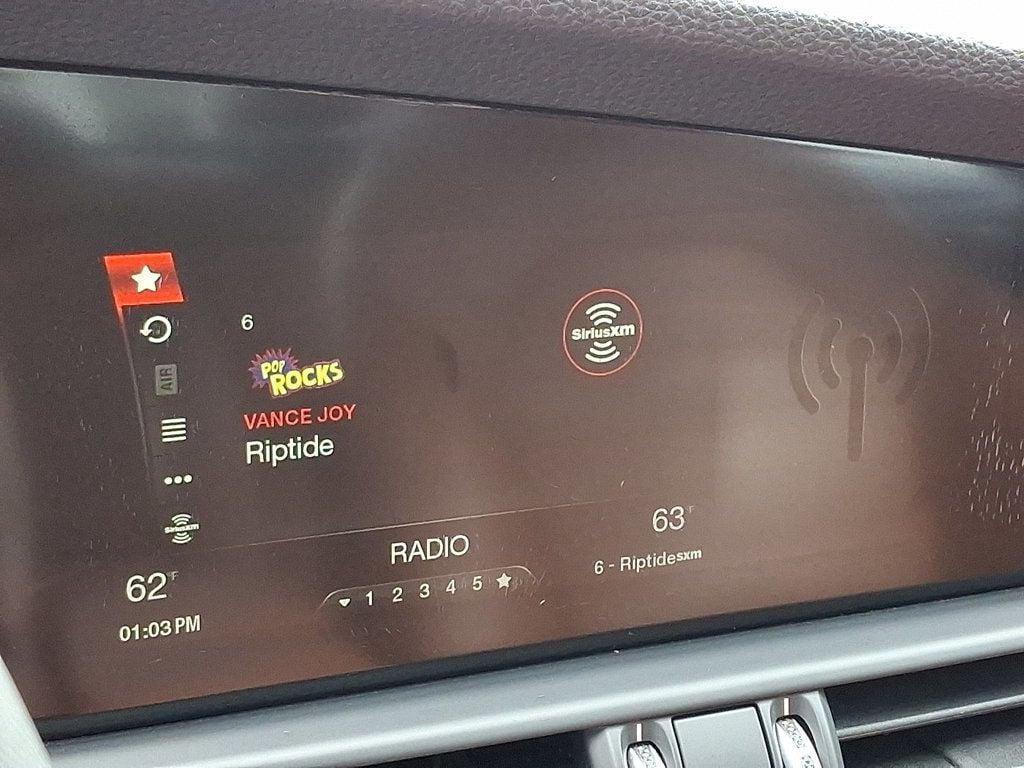 6
POP
ROCKS
VANCE JOY
Riptide
SiriusXM
AIR
SiriusXM
62°F
01:03 PM
RADIO
1 2 3 4 5
63°F
6 - Riptide sxm